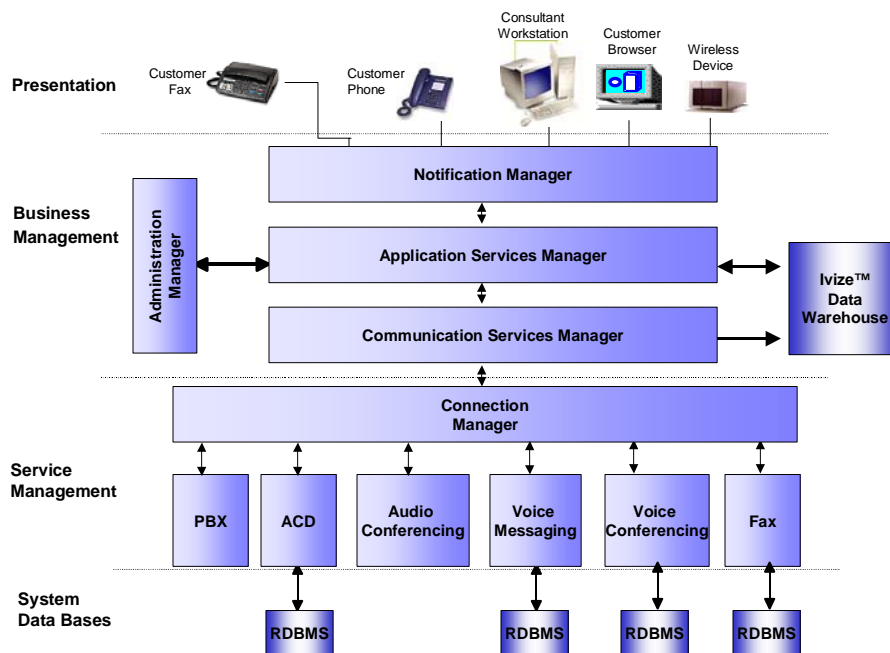 Consultant
Workstation
Customer
Browser
Wireless
Device
Customer
Fax
Customer
Phone
Presentation
Notification Manager
Business
Management
Administration
Manager
Application Services Manager
Ivize™
Data
Warehouse
Communication Services Manager
Connection
Manager
Service
Management
PBX
ACD
Audio
Conferencing
Voice
Messaging
Voice
Conferencing
Fax
System
Data Bases
RDBMS
RDBMS
RDBMS
RDBMS